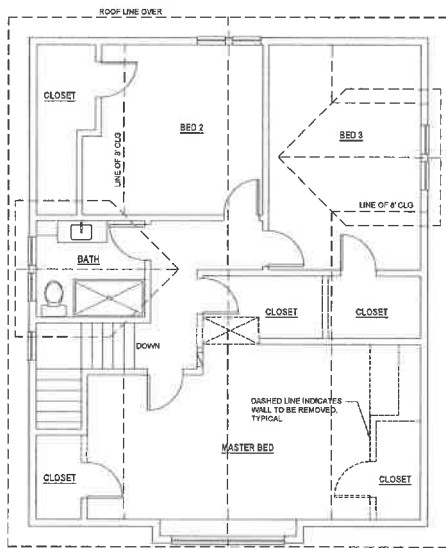 ROOF LINE OVER
CLOSET
BED 2
BED 3
LINE OF 8' CLG
LINE OF 6' CLG
BATH
CLOSET
CLOSET
DOWN
DASHED LINE INDICATES
WALL TO BE REMOVED,
TYPICAL
MASTER BED
CLOSET
CLOSET